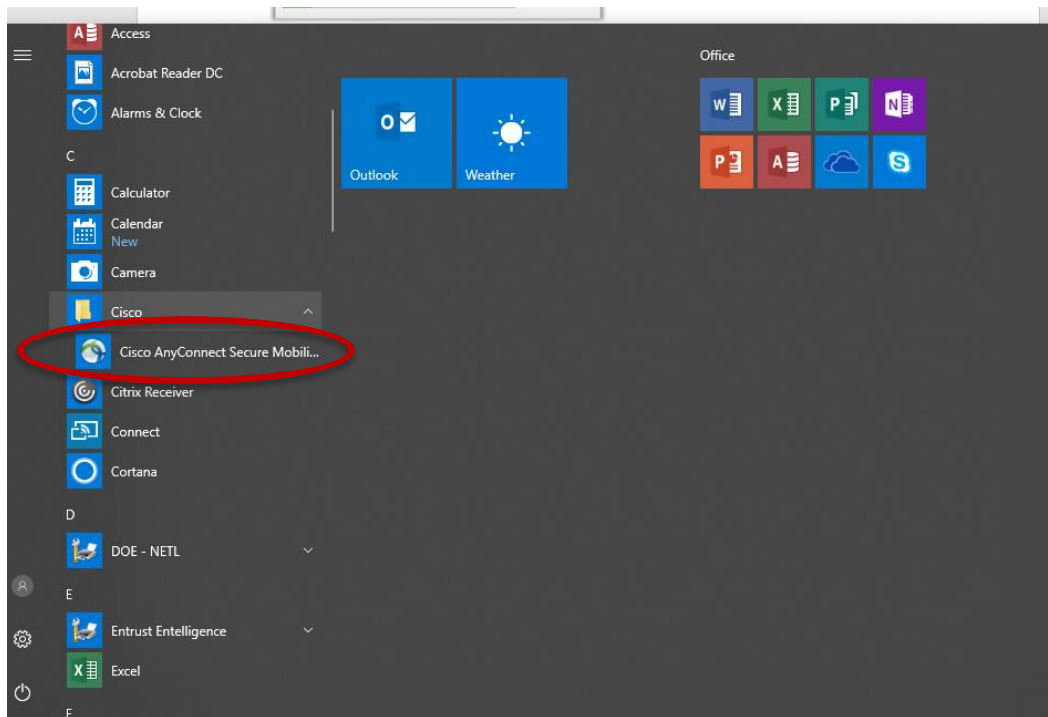 Access
Acrobat Reader DC
Alarms & Clock
C
Calculator
Calendar
New
Camera
Cisco
Cisco AnyConnect Secure Mobili...
Citrix Receiver
Connect
Cortana
D
DOE - NETL
E
Entrust Entelligence
Excel
F
Outlook
Weather
Office